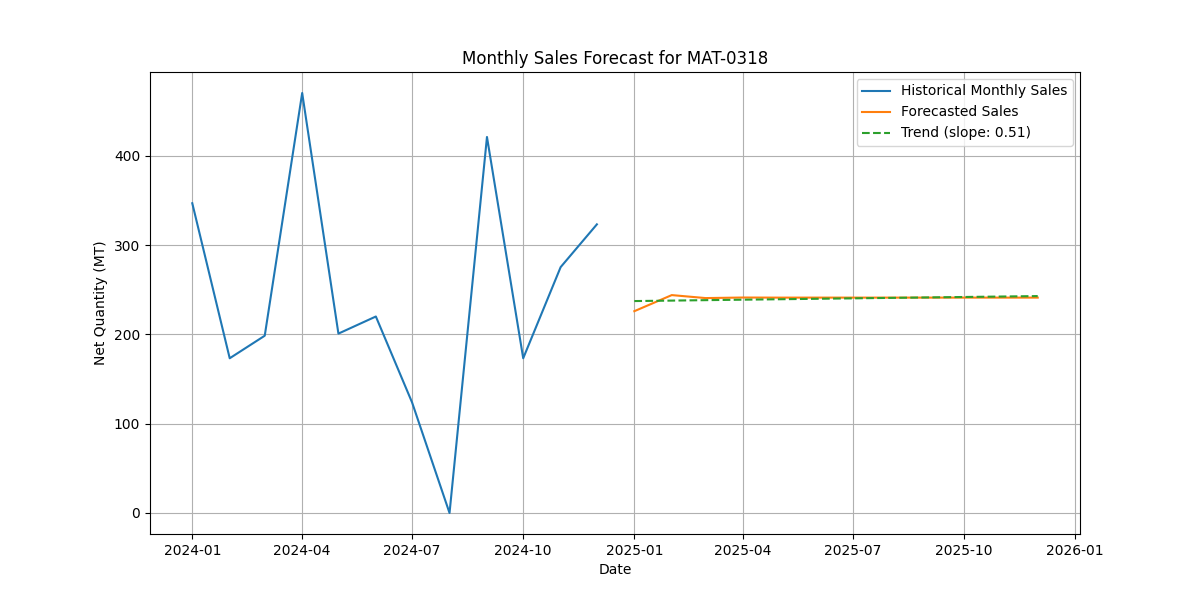 Monthly Sales Forecast for MAT-0318
Historical Monthly Sales
Forecasted Sales
Trend (slope: 0.51)
Net Quantity (MT)
400
300
200
100
0
2024-01 2024-04 2024-07 2024-10 2025-01 2025-04 2025-07 2025-10 2026-01
Date